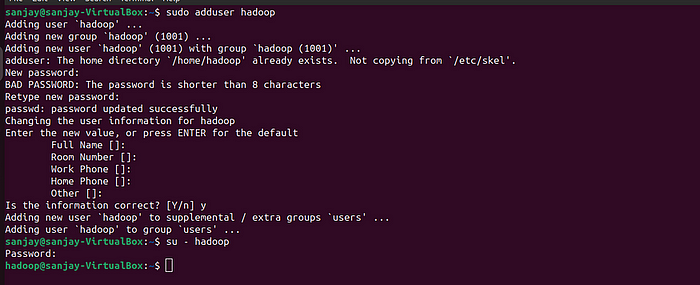 sanjay@sanjay-VirtualBox:~$ sudo adduser hadoop
Adding user `hadoop' ...
Adding new group `hadoop' (1001) ...
Adding new user `hadoop' (1001) with group `hadoop (1001)' ...
adduser: The home directory `/home/hadoop' already exists.  Not copying from `/etc/skel'.
New password:
BAD PASSWORD: The password is shorter than 8 characters
Retype new password:
passwd: password updated successfully
Changing the user information for hadoop
Enter the new value, or press ENTER for the default
        Full Name []:
        Room Number []:
        Work Phone []:
        Home Phone []:
        Other []:
Is the information correct? [Y/n] y
Adding new user `hadoop' to supplemental / extra groups `users' ...
Adding user `hadoop' to group `users' ...
sanjay@sanjay-VirtualBox:~$ su - hadoop
Password:
hadoop@sanjay-VirtualBox:~$